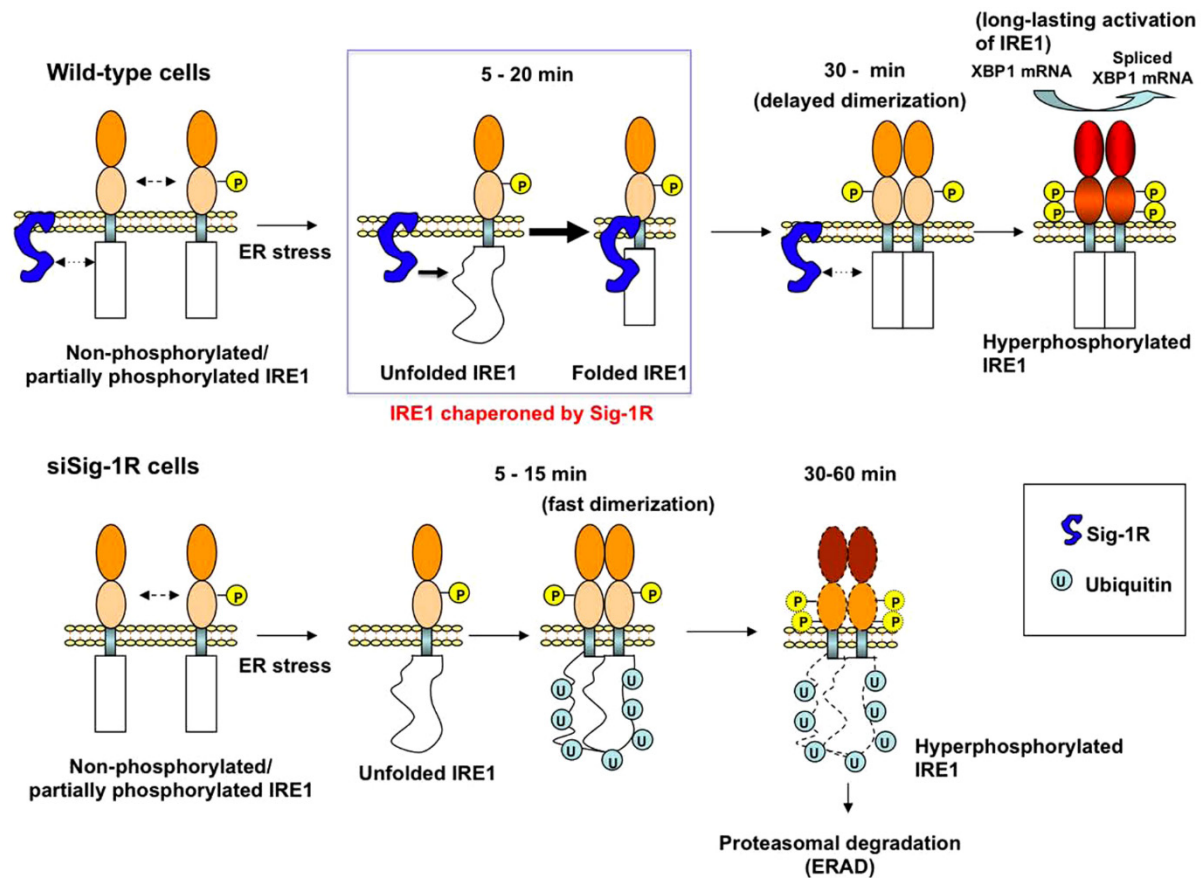 Wild-type cells
P
ER stress
Non-phosphorylated/
partially phosphorylated IRE1
5 - 20 min
P
Unfolded IRE1
Folded IRE1
IRE1 chaperoned by Sig-1R
30 - min
(delayed dimerization)
P P
(long-lasting activation
of IRE1)
XBP1 mRNA
Spliced
XBP1 mRNA
P P
P P
Hyperphosphorylated
IRE1
siSig-1R cells
P
ER stress
Non-phosphorylated/
partially phosphorylated IRE1
P
Unfolded IRE1
5 - 15 min
(fast dimerization)
P P
U U
U U
U U
U
30-60 min
P P
P P
U U
U U
U U
U
Hyperphosphorylated
IRE1
Proteasomal degradation
(ERAD)
Sig-1R
U Ubiquitin